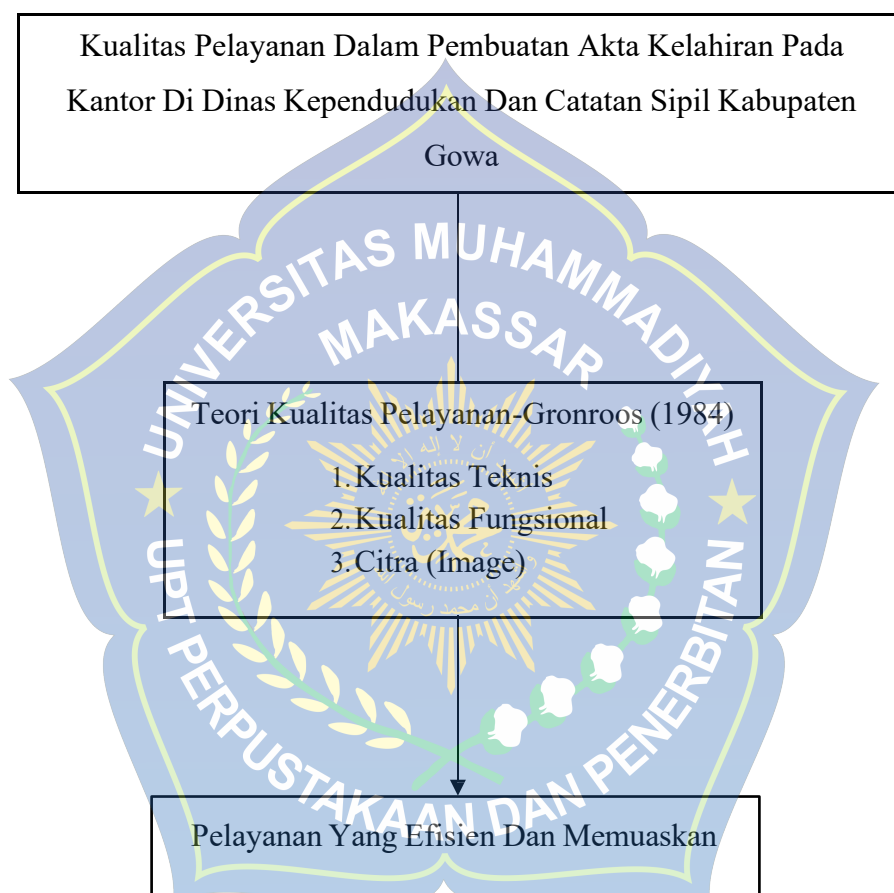 Kualitas Pelayanan Dalam Pembuatan Akta Kelahiran Pada
Kantor Di Dinas Kependudukan Dan Catatan Sipil Kabupaten
Gowa
UNIVERSITAS MUHAMMADIYAH
MAKASSAR
Teori Kualitas Pelayanan-Gronroos (1984)
1.Kualitas Teknis
2.Kualitas Fungsional
3.Citra (Image)
UPT PERPUSTAKAAN DAN PENERBITAN
Pelayanan Yang Efisien Dan Memuaskan